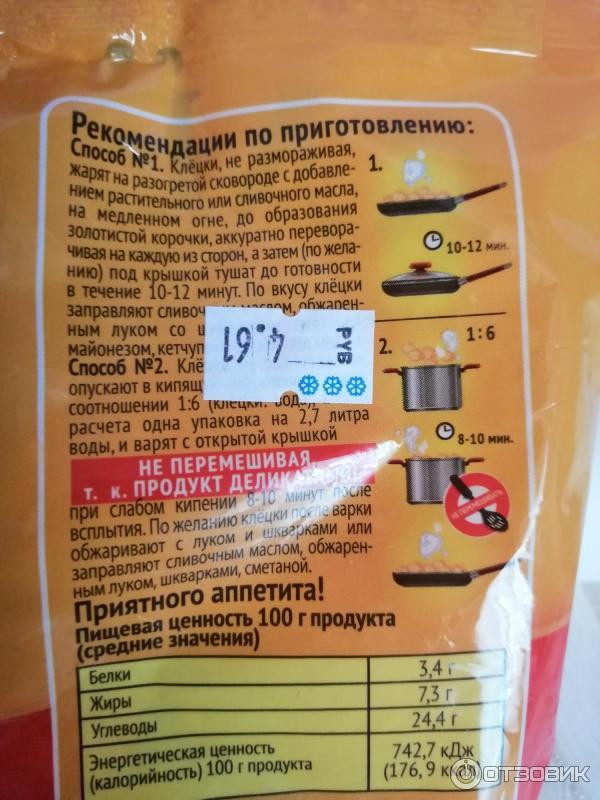 Рекомендации по приготовлению:
Способ №1. Клёцки, не размораживая,
жарят на разогретой сковороде с добавле-
нием растительного или сливочного масла,
на медленном огне, до образования
золотистой корочки, аккуратно перевора-
чивая на каждую из сторон, а затем (по жела-
нию) под крышкой тушат до готовности
в течение 10-12 минут. По вкусу клёцки
заправляют маслом, обжарен-
ным луком со
майонезом,
Способ №2.
опускают в
соотношении 1:6 (клёцки: вода),
расчета одна упаковка на 2,7 литра
воды, и варят с открытой крышкой
НЕ ПЕРЕМЕШИВАЯ,
т. к. ПРОДУКТ
при слабом кипении 8-10 минут после
всплытия. По желанию клёцки после варки
обжаривают с луком и шкварками или
заправляют сливочным маслом, обжарен-
ным луком, шкварками, сметаной.
Приятного аппетита!
Пищевая ценность 100 г продукта
(средние значения)
Белки 3,4 г
Жиры 7,3 г
Углеводы 24,4 г
Энергетическая ценность
(калорийность) 100 г продукта
742,7 кДж
(176,9 ккал)
1.
10-12 мин.
2.
1:6
8-10 мин.
НЕ ПЕРЕМЕШИВАТЬ
РУБ
4.61
ОТЗОВИК